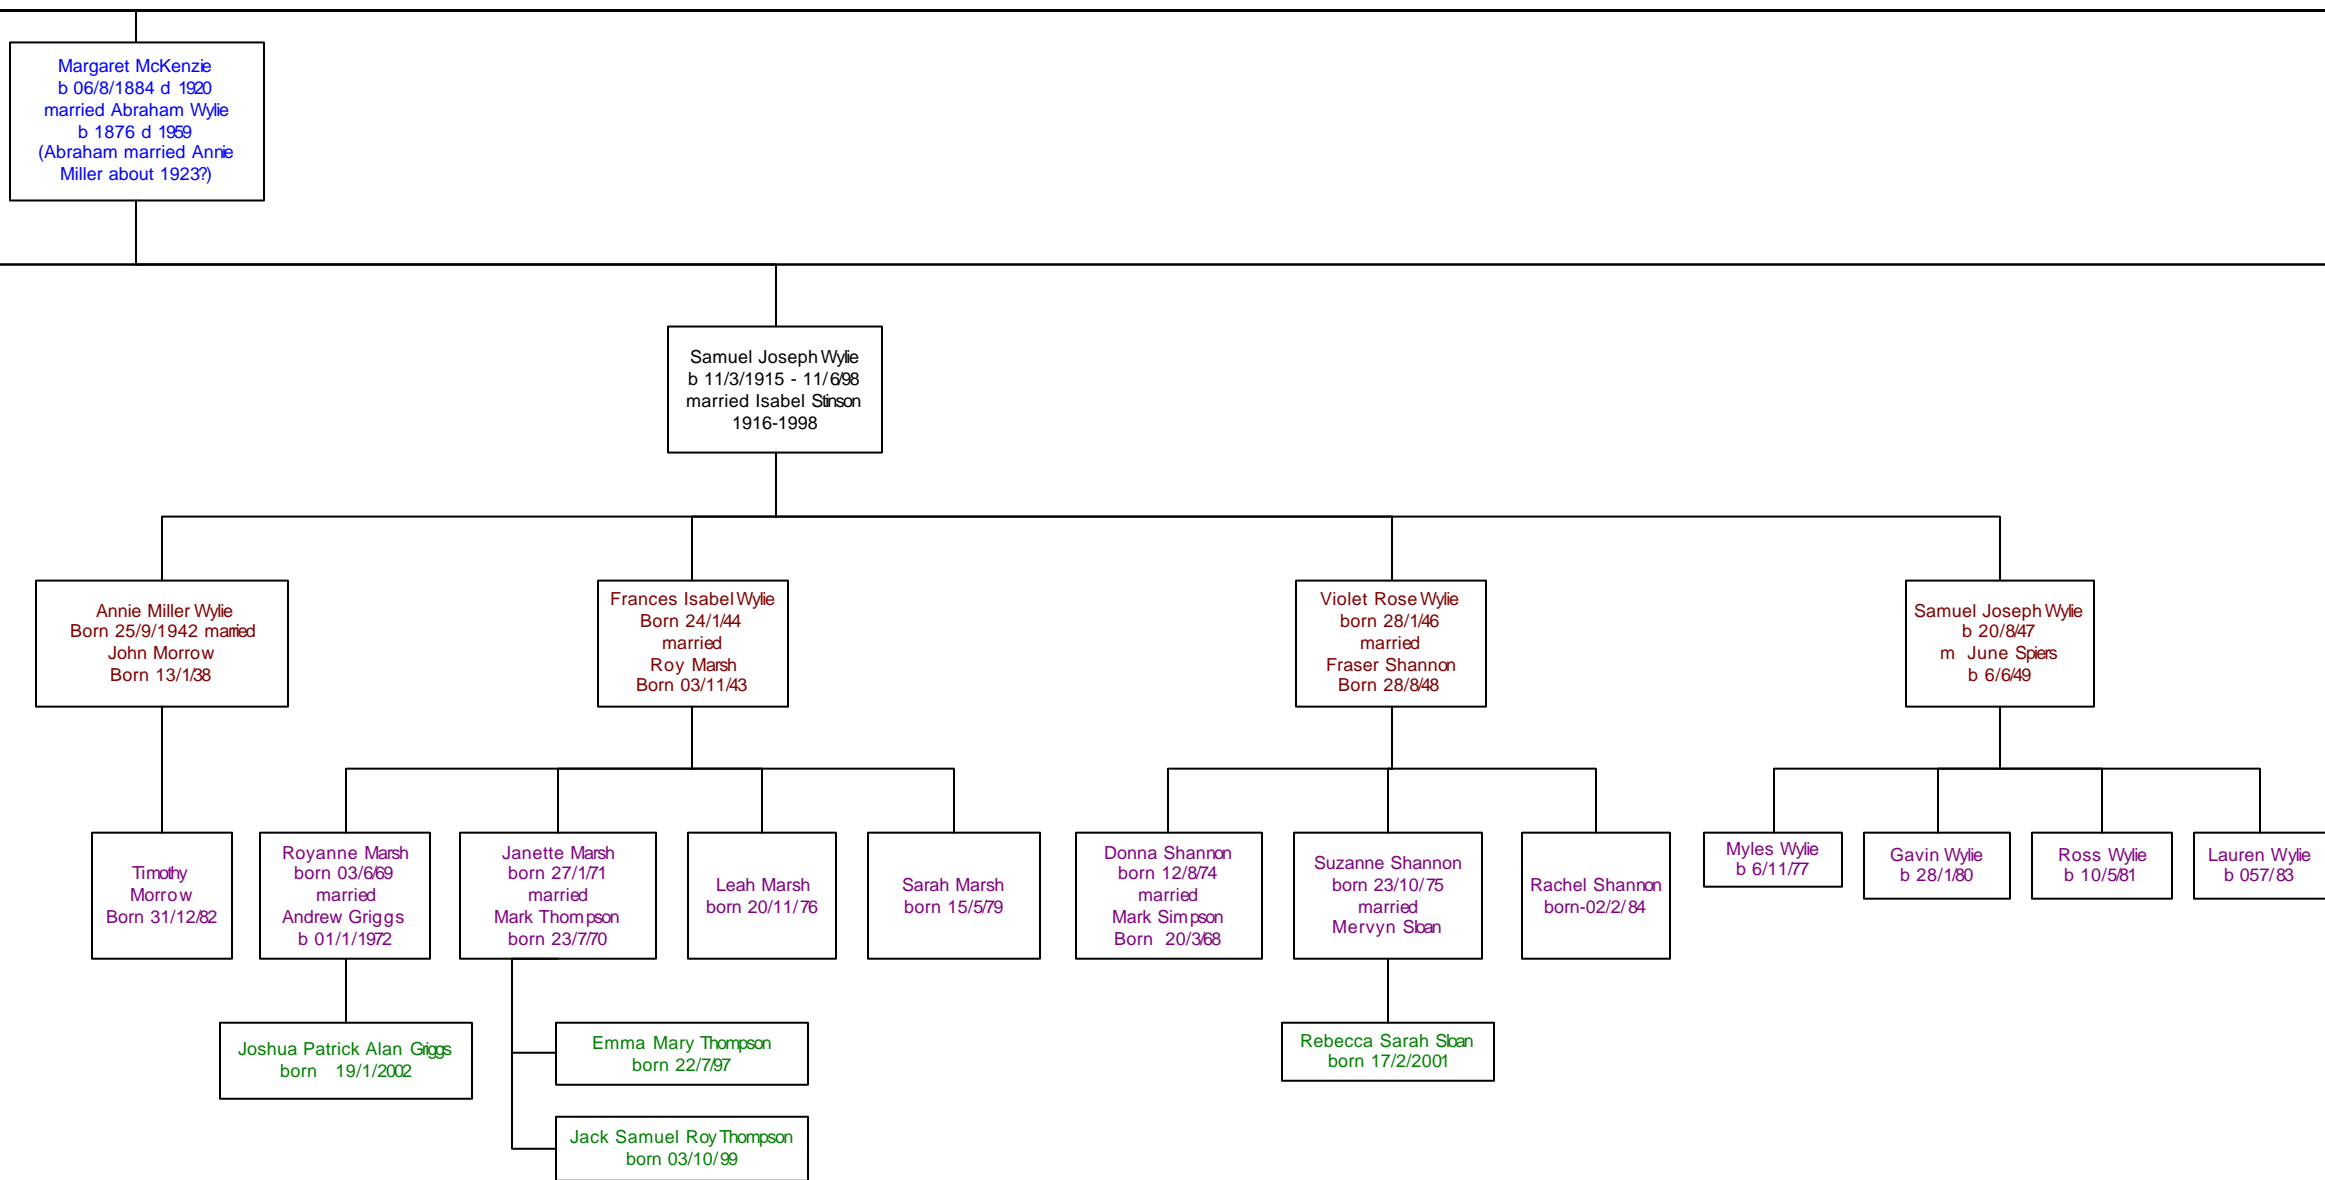 Margaret McKenzie
b 06/8/1884 d 1920
married Abraham Wylie
b 1876 d 1959
(Abraham married Annie
Miller about 1923?)
Samuel Joseph Wylie
b 11/3/1915 - 11/6/98
married Isabel Stinson
1916-1998
Annie Miller Wylie
Born 25/9/1942 married
John Morrow
Born 13/1/38
Frances Isabel Wylie
Born 24/1/44
married
Roy Marsh
Born 03/11/43
Violet Rose Wylie
born 28/1/46
married
Fraser Shannon
Born 28/8/48
Samuel Joseph Wylie
b 20/8/47
m June Spiers
b 6/6/49
Timothy
Morrow
Born 31/12/82
Royanne Marsh
born 03/6/69
married
Andrew Griggs
b 01/1/1972
Janette Marsh
born 27/1/71
married
Mark Thompson
born 23/7/70
Leah Marsh
born 20/11/76
Sarah Marsh
born 15/5/79
Donna Shannon
born 12/8/74
married
Mark Simpson
Born 20/3/68
Suzanne Shannon
born 23/10/75
married
Mervyn Sloan
Rachel Shannon
born-02/2/84
Myles Wylie
b 6/11/77
Gavin Wylie
b 28/1/80
Ross Wylie
b 10/5/81
Lauren Wylie
b 057/83
Joshua Patrick Alan Griggs
born 19/1/2002
Emma Mary Thompson
born 22/7/97
Jack Samuel Roy Thompson
born 03/10/99
Rebecca Sarah Sloan
born 17/2/2001